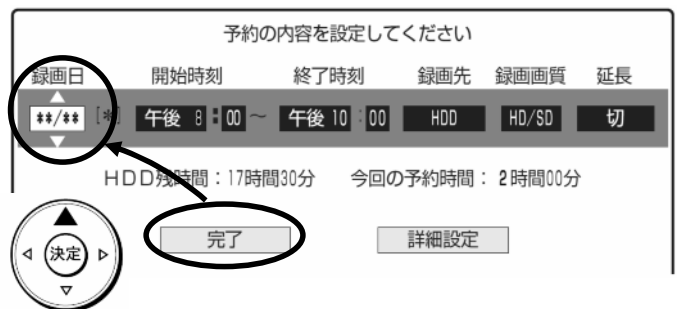 予約の内容を設定してください
録画日 開始時刻 終了時刻 録画先 録画画質 延長
**/** [*] 午後 8:00～ 午後 10:00 HDD HD/SD 切
HDD残時間：17時間30分 今回の予約時間：2時間00分
完了 詳細設定
決定